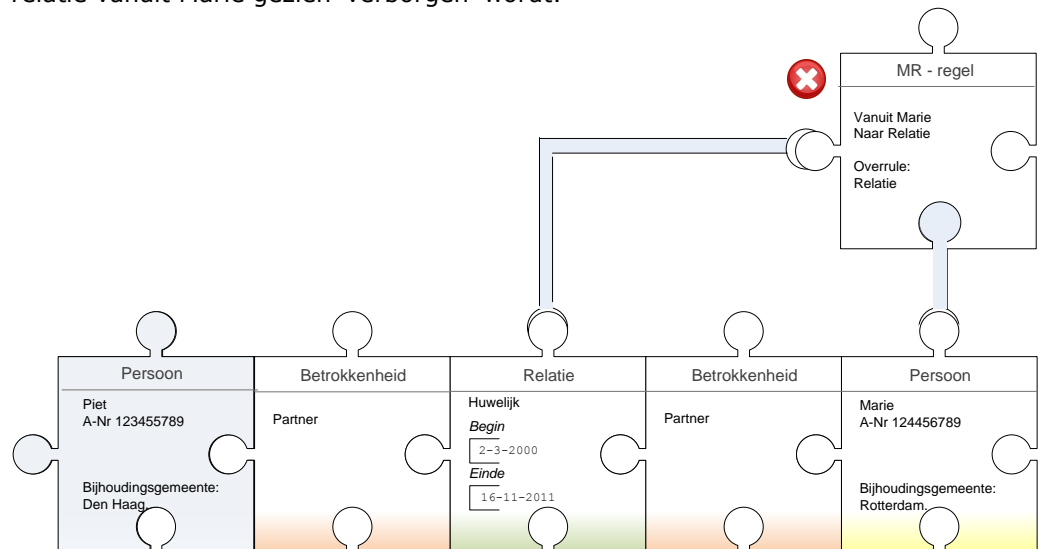 relatie vanuit Marie gezien 'verborgen' wordt.
MR - regel
Vanuit Marie
Naar Relatie
Overrule:
Relatie
Persoon
Betrokkenheid
Relatie
Betrokkenheid
Persoon
Piet
A-Nr 123455789
Bijhoudingsgemeente:
Den Haag.
Partner
Huwelijk
Begin
2-3-2000
Einde
16-11-2011
Partner
Marie
A-Nr 124456789
Bijhoudingsgemeente:
Rotterdam.